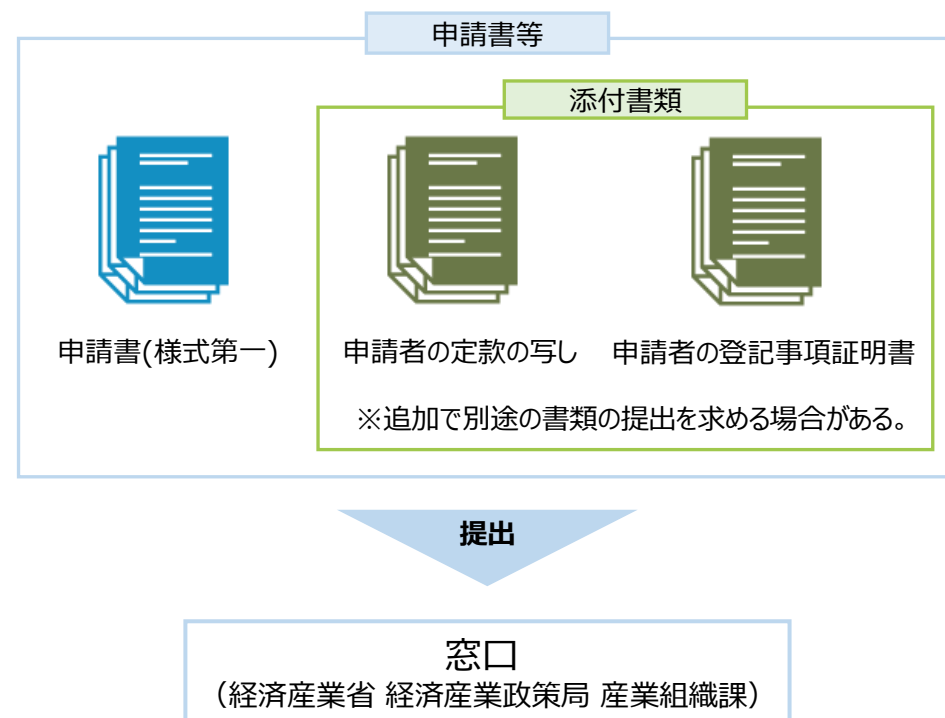 申請書等
添付書類
申請書(様式第一)
申請者の定款の写し
申請者の登記事項証明書
※追加で別途の書類の提出を求める場合がある。
提出
窓口
（経済産業省 経済産業政策局 産業組織課）